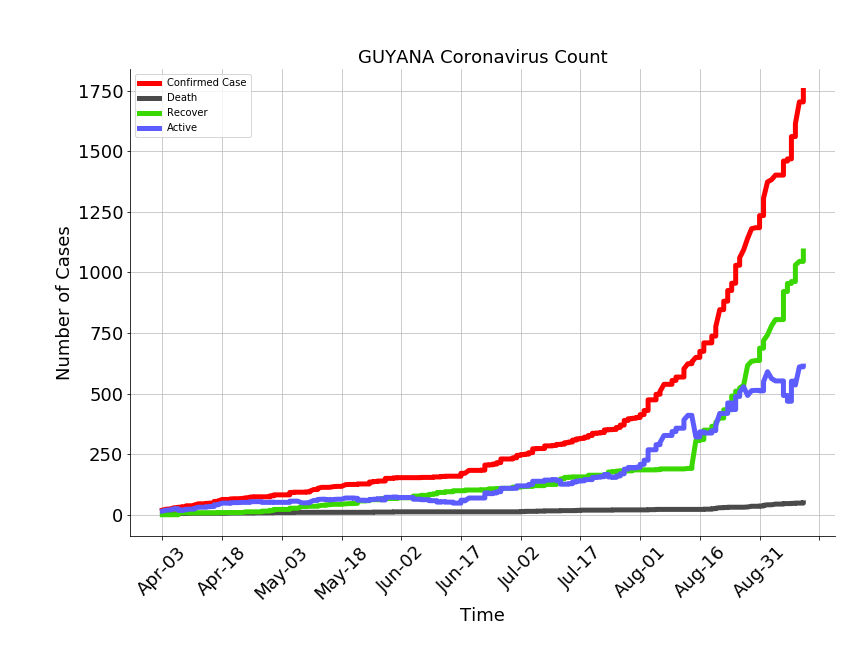 GUYANA Coronavirus Count
Confirmed Case
Death
Recover
Active
Number of Cases
1750
1500
1250
1000
750
500
250
0
Apr-03
Apr-18
May-03
May-18
Jun-02
Jun-17
Jul-02
Jul-17
Aug-01
Aug-16
Aug-31
Time